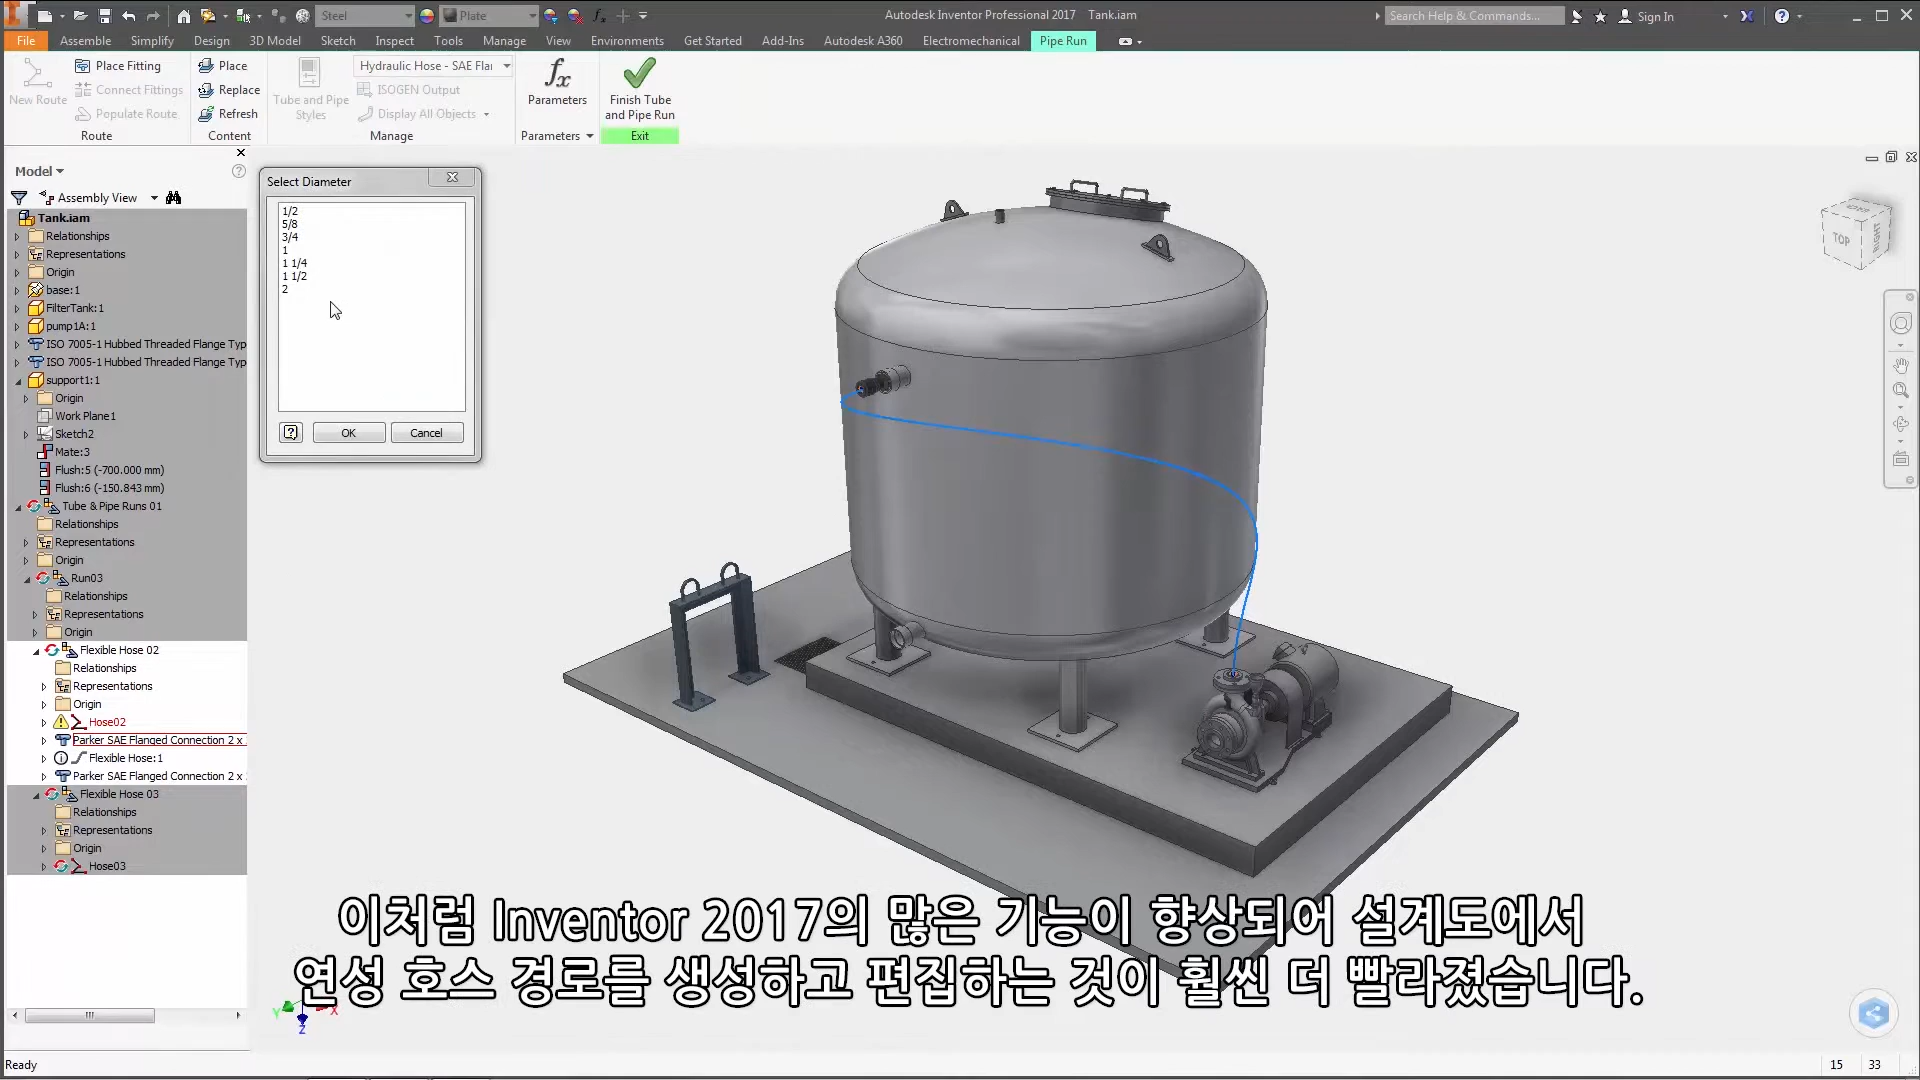 Steel
Plate
Autodesk Inventor Professional 2017 Tank.iam
Search Help & Commands...
Sign In
File
Assemble
Simplify
Design
3D Model
Sketch
Inspect
Tools
Manage
View
Environments
Get Started
Add-Ins
Autodesk A360
Electromechanical
Pipe Run
New Route
Place Fitting
Connect Fittings
Populate Route
Route
Place
Replace
Refresh
Content
Tube and Pipe
Styles
Hydraulic Hose - SAE Fla
ISOGEN Output
Display All Objects
Manage
fx
Parameters
Parameters
Finish Tube
and Pipe Run
Exit
Model
Assembly View
Tank.iam
Relationships
Representations
Origin
base:1
FilterTank:1
pump1A:1
ISO 7005-1 Hubbed Threaded Flange Typ
ISO 7005-1 Hubbed Threaded Flange Typ
support1:1
Origin
Work Plane1
Sketch2
Mate:3
Flush:5 (-700.000 mm)
Flush:6 (-150.843 mm)
Tube & Pipe Runs 01
Relationships
Representations
Origin
Run03
Relationships
Representations
Origin
Flexible Hose 02
Relationships
Representations
Origin
Hose02
Parker SAE Flanged Connection 2 x
Flexible Hose:1
Parker SAE Flanged Connection 2 x
Flexible Hose 03
Relationships
Representations
Origin
Hose03
Select Diameter
1/2
5/8
3/4
1
1 1/4
1 1/2
2
OK
Cancel
TOP
RIGHT
이처럼 Inventor 2017의 많은 기능이 향상되어 설계도에서
연성 호스 경로를 생성하고 편집하는 것이 훨씬 더 빨라졌습니다.
Y
X
Z
Ready
15
33